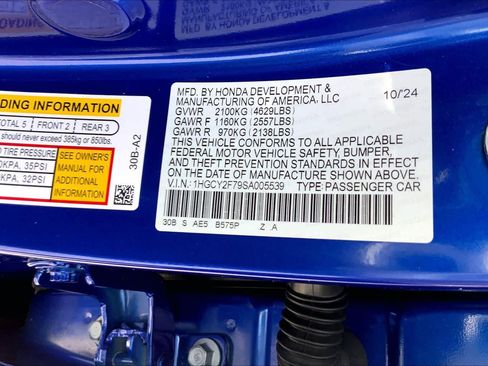 DING INFORMATION
TOTAL 5 FRONT 2 REAR 3
should never exceed 385kg or 850lbs.
TIRE PRESSURE
KPA, 35PSI
KPA, 32PSI
SEE OWNER'S
MANUAL FOR
ADDITIONAL
INFORMATION
30B-A2
MFD. BY HONDA DEVELOPMENT & 10/24
MANUFACTURING OF AMERICA, LLC
GVWR 2100KG (4629LBS)
GAWR F 1160KG (2557LBS)
GAWR R 970KG (2138LBS)
THIS VEHICLE CONFORMS TO ALL APPLICABLE
FEDERAL MOTOR VEHICLE SAFETY, BUMPER,
AND THEFT PREVENTION STANDARDS IN EFFECT
ON THE DATE OF MANUFACTURE SHOWN ABOVE.
V.I.N.: 1HGCY2F79SA005539 TYPE: PASSENGER CAR
30B S AE5 B575P Z .A